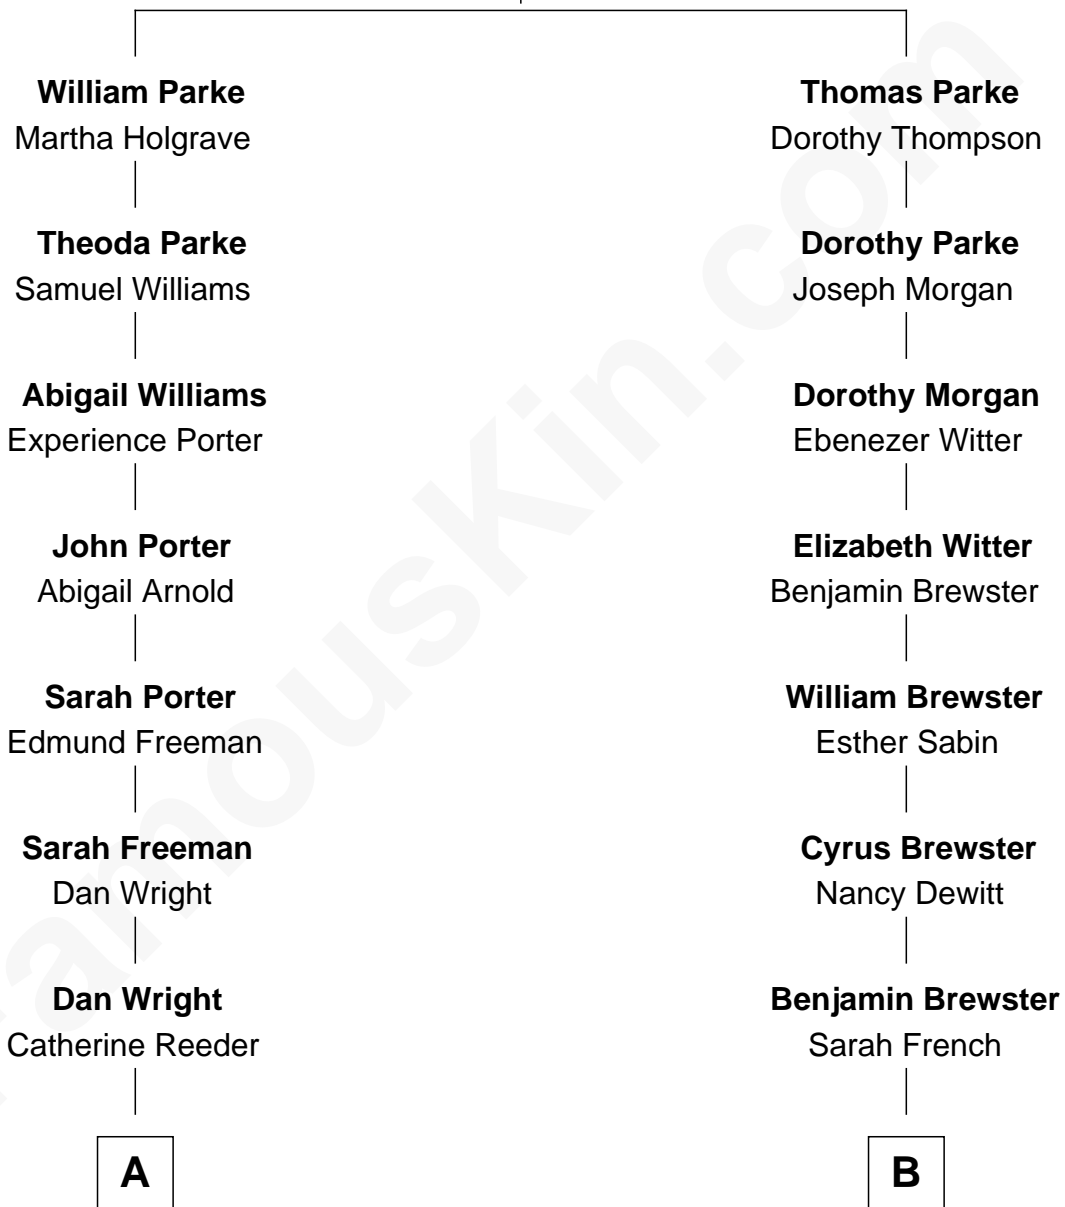 William Parke
Martha Holgrave
Theoda Parke
Samuel Williams
Abigail Williams
Experience Porter
John Porter
Abigail Arnold
Sarah Porter
Edmund Freeman
Sarah Freeman
Dan Wright
Dan Wright
Catherine Reeder
A
Thomas Parke
Dorothy Thompson
Dorothy Parke
Joseph Morgan
Dorothy Morgan
Ebenezer Witter
Elizabeth Witter
Benjamin Brewster
William Brewster
Esther Sabin
Cyrus Brewster
Nancy Dewitt
Benjamin Brewster
Sarah French
B
FamousKin.com